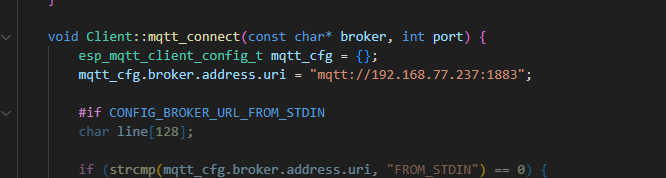 }
void Client::mqtt_connect(const char* broker, int port) {
esp_mqtt_client_config_t mqtt_cfg = {};
mqtt_cfg.broker.address.uri = "mqtt://192.168.77.237:1883";
#if CONFIG_BROKER_URL_FROM_STDIN
char line[128];
if (strcmp(mqtt_cfg.broker.address.uri, "FROM_STDIN") == 0) {